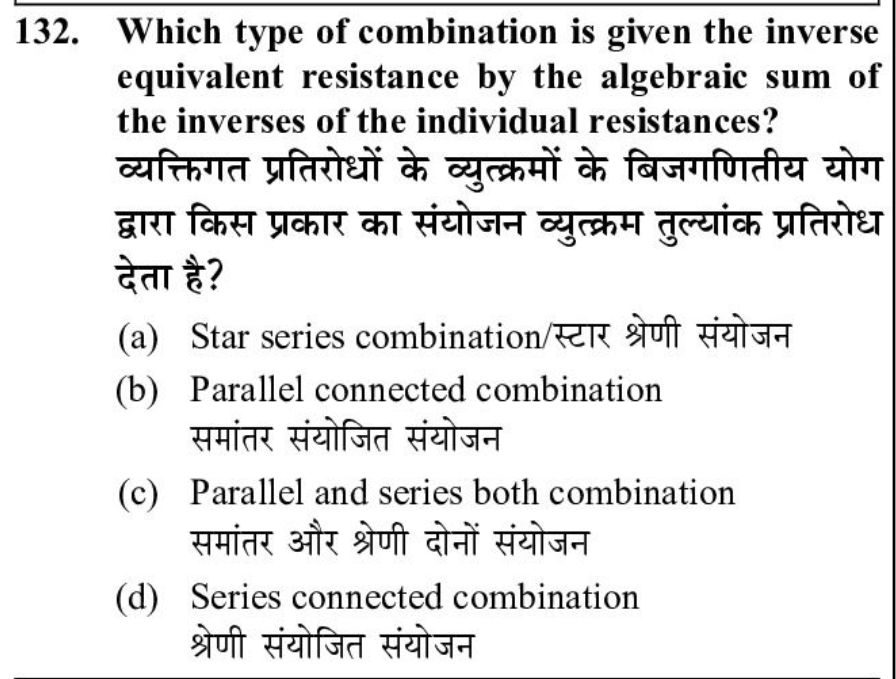 132. Which type of combination is given the inverse
equivalent resistance by the algebraic sum of
the inverses of the individual resistances?
व्यक्तिगत प्रतिरोधों के व्युत्क्रमों के बिजगणितीय योग
द्वारा किस प्रकार का संयोजन व्युत्क्रम तुल्यांक प्रतिरोध
देता है?
(a) Star series combination/स्टार श्रेणी संयोजन
(b) Parallel connected combination
समांतर संयोजित संयोजन
(c) Parallel and series both combination
समांतर और श्रेणी दोनों संयोजन
(d) Series connected combination
श्रेणी संयोजित संयोजन